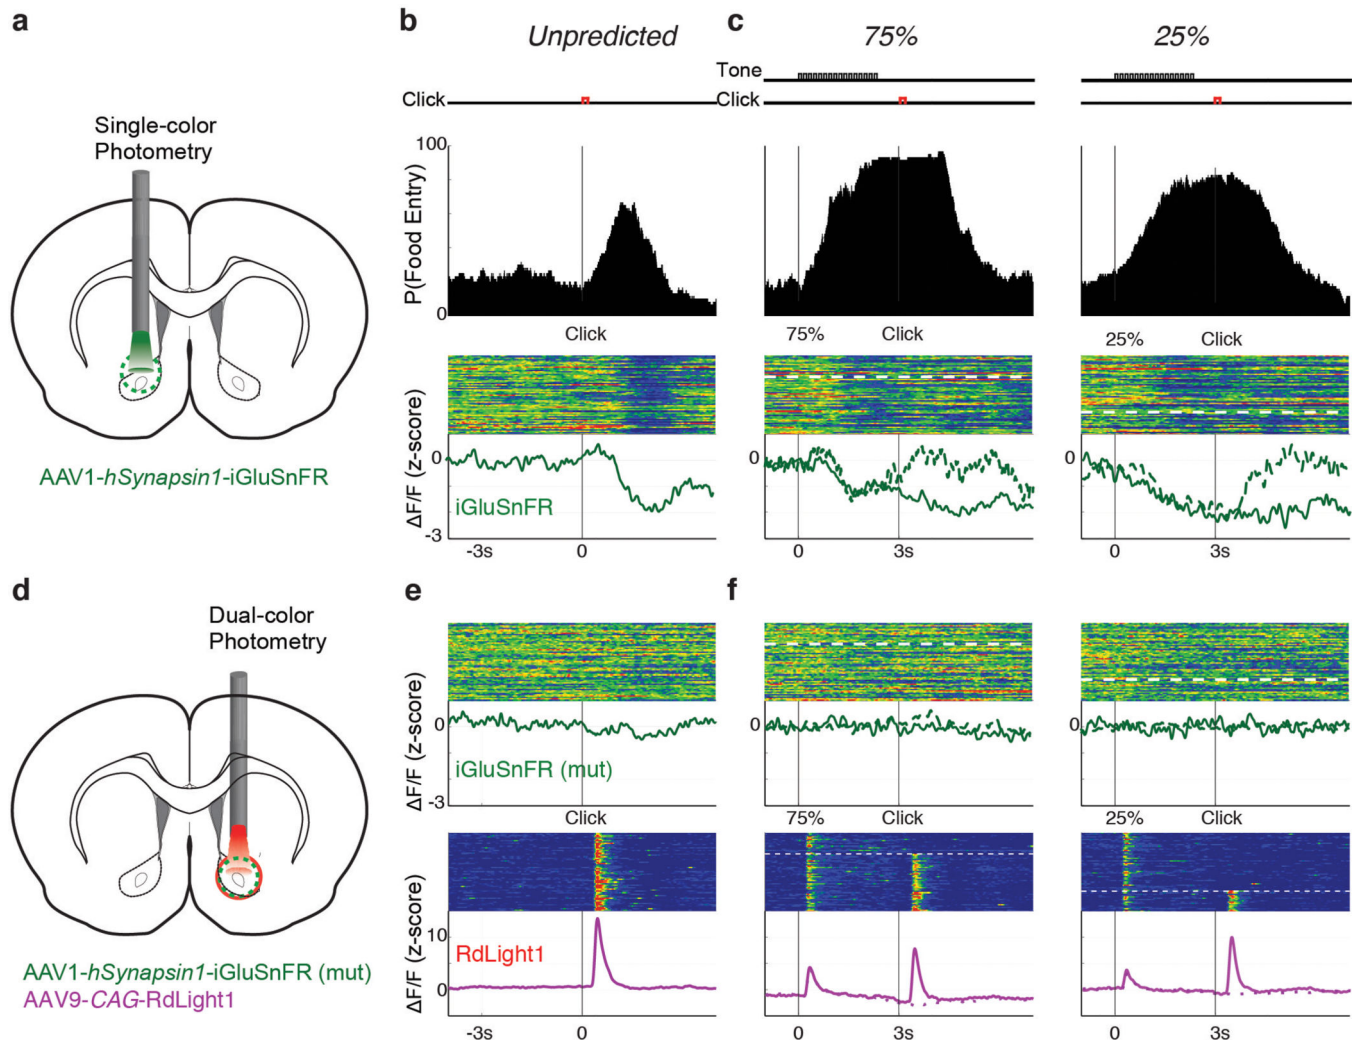 a
Single-color
Photometry
AAV1-hSynapsin1-iGluSnFR
b
Unpredicted
Click
100
P(Food Entry)
0
Click
0
ΔF/F (z-score)
iGluSnFR
-3
-3s
0
c
75%
25%
Tone
Click
75%
Click
25%
Click
0
0
0
3s
0
3s
d
Dual-color
Photometry
AAV1-hSynapsin1-iGluSnFR (mut)
AAV9-CAG-RdLight1
e
0
ΔF/F (z-score)
iGluSnFR (mut)
-3
Click
10
ΔF/F (z-score)
RdLight1
0
-3s
0
f
0
0
75%
Click
25%
Click
0
3s
0
3s